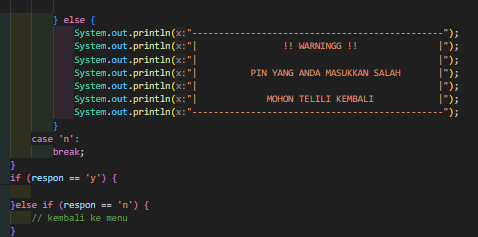 } else {
System.out.println(x:"-----------------------------------------------");
System.out.println(x:"|                !! WARNINGG !!               |");
System.out.println(x:"|                                             |");
System.out.println(x:"|          PIN YANG ANDA MASUKKAN SALAH       |");
System.out.println(x:"|                                             |");
System.out.println(x:"|             MOHON TELILI KEMBALI            |");
System.out.println(x:"-----------------------------------------------");
}
case 'n':
break;
}
if (respon == 'y') {
}else if (respon == 'n') {
// kembali ke menu
}